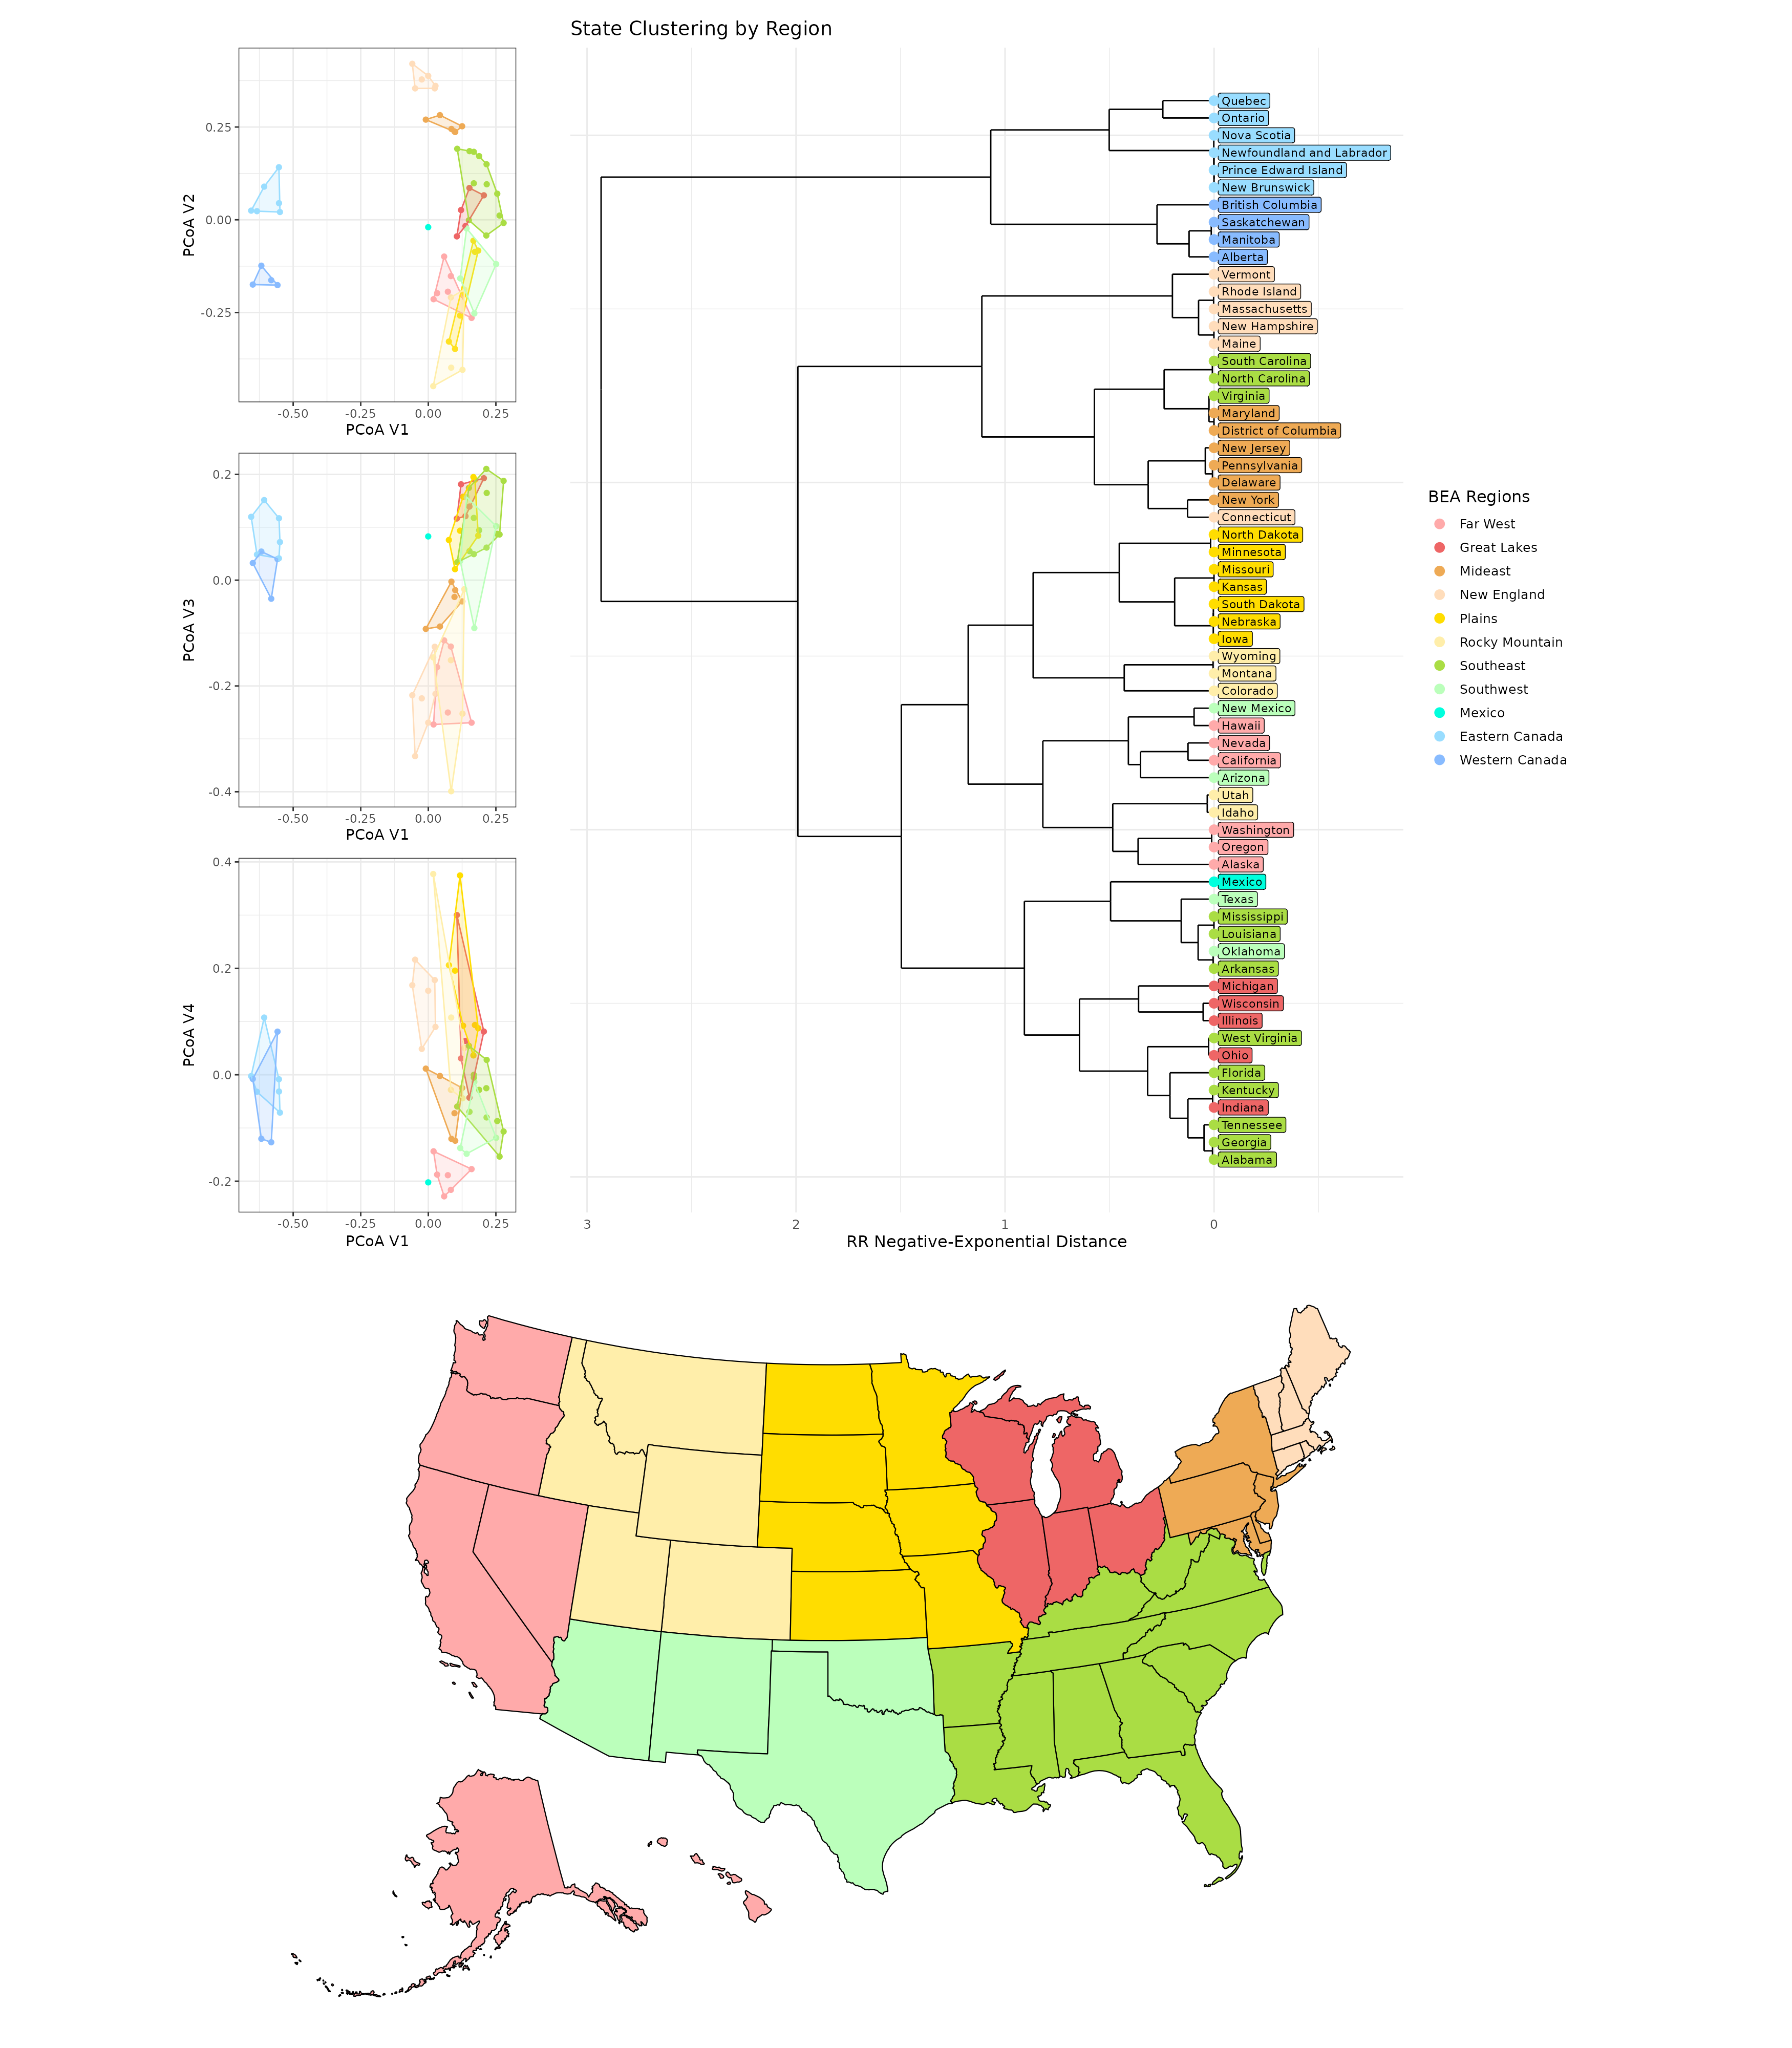 State Clustering by Region
0.25
0.00
-0.25
PCoA V2
-0.50
-0.25
0.00
0.25
PCoA V1
0.2
0.0
-0.2
-0.4
PCoA V3
-0.50
-0.25
0.00
0.25
PCoA V1
0.4
0.2
0.0
-0.2
PCoA V4
-0.50
-0.25
0.00
0.25
PCoA V1
Quebec
Ontario
Nova Scotia
Newfoundland and Labrador
Prince Edward Island
New Brunswick
British Columbia
Saskatchewan
Manitoba
Alberta
Vermont
Rhode Island
Massachusetts
New Hampshire
Maine
South Carolina
North Carolina
Virginia
Maryland
District of Columbia
New Jersey
Pennsylvania
Delaware
New York
Connecticut
North Dakota
Minnesota
Missouri
Kansas
South Dakota
Nebraska
Iowa
Wyoming
Montana
Colorado
New Mexico
Hawaii
Nevada
California
Arizona
Utah
Idaho
Washington
Oregon
Alaska
Mexico
Texas
Mississippi
Louisiana
Oklahoma
Arkansas
Michigan
Wisconsin
Illinois
West Virginia
Ohio
Florida
Kentucky
Indiana
Tennessee
Georgia
Alabama
3
2
1
0
RR Negative-Exponential Distance
BEA Regions
Far West
Great Lakes
Mideast
New England
Plains
Rocky Mountain
Southeast
Southwest
Mexico
Eastern Canada
Western Canada